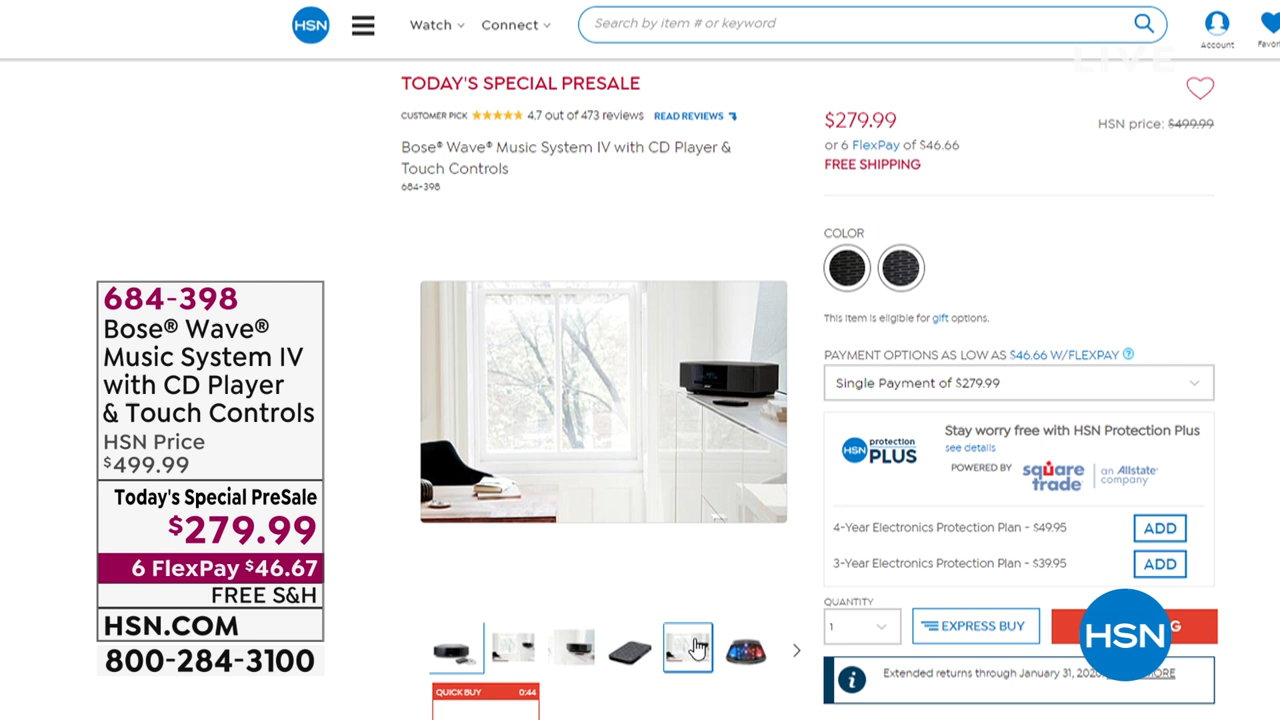 HSN
Watch
Connect
Search by item # or keyword
Account
LIVE
TODAY'S SPECIAL PRESALE
CUSTOMER PICK 4.7 out of 473 reviews READ REVIEWS
Bose® Wave® Music System IV with CD Player &
Touch Controls
684-398
$279.99
HSN price: $499.99
or 6 FlexPay of $46.66
FREE SHIPPING
COLOR
This item is eligible for gift options.
PAYMENT OPTIONS AS LOW AS $46.66 W/FLEXPAY ?
Single Payment of $279.99
HSN protection PLUS
Stay worry free with HSN Protection Plus
see details
POWERED BY square trade | an Allstate company
4-Year Electronics Protection Plan - $49.95 ADD
3-Year Electronics Protection Plan - $39.95 ADD
QUANTITY
1
EXPRESS BUY
HSN
Extended returns through January 31, 2020.
QUICK BUY 0:44
684-398
Bose® Wave®
Music System IV
with CD Player
& Touch Controls
HSN Price
$499.99
Today's Special PreSale
$279.99
6 FlexPay $46.67
FREE S&H
HSN.COM
800-284-3100